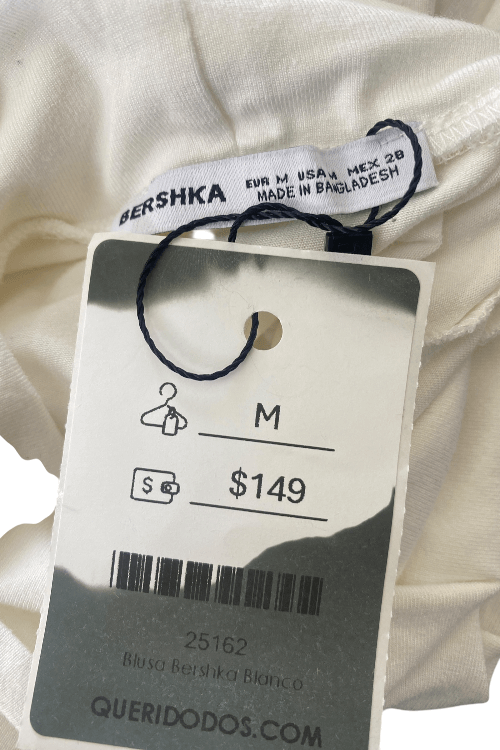 BERSHKA EUR M USA M MEX 28
MADE IN BANGLADESH
M
$ $149
25162
Blusa Bershka Blanco
QUERIDODOS.COM